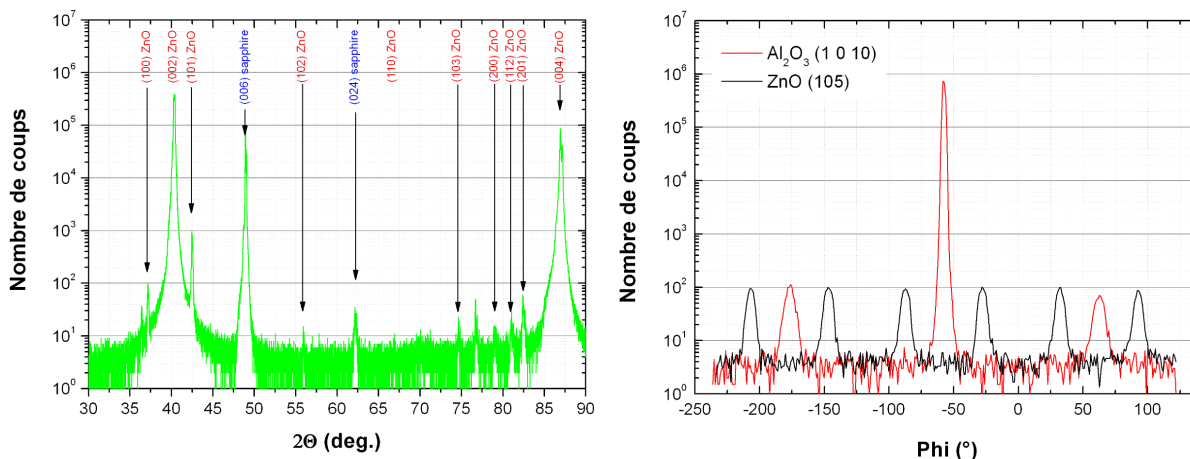 10⁷
10⁶
10⁵
10⁴
10³
10²
10¹
10⁰
Nombre de coups
(100) ZnO
(002) ZnO
(101) ZnO
(006) sapphire
(102) ZnO
(024) sapphire
(110) ZnO
(103) ZnO
(200) ZnO
(112) ZnO
(201) ZnO
(004) ZnO
30 35 40 45 50 55 60 65 70 75 80 85 90
2Θ (deg.)
10⁷
10⁶
10⁵
10⁴
10³
10²
10¹
10⁰
Nombre de coups
Al₂O₃ (1 0 10)
ZnO (105)
-250 -200 -150 -100 -50 0 50 100
Phi (°)